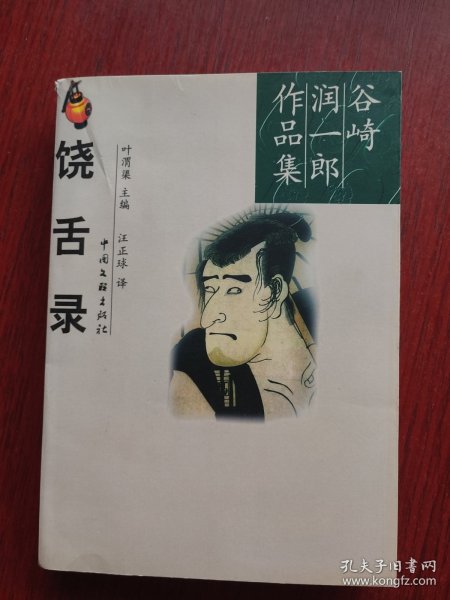 谷崎
润一郎
作品集
叶渭渠 主编
汪正球 译
饶舌录
中国文联出版社
孔夫子旧书网
www.kongfz.com